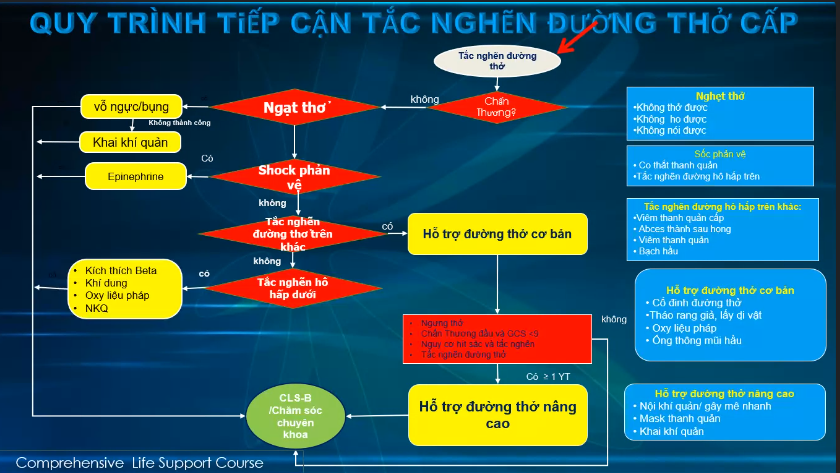 QUY TRÌNH TIẾP CẬN TẮC NGHẼN ĐƯỜNG THỞ CẤP
Tắc nghẽn đường
thở
không
Chấn
Thương?
Ngạt thơ
vỗ ngực/bụng
Không thành công
Khai khí quản
Có
Epinephrine
Shock phản
vệ
không
Tắc nghẽn
đường thơ trên
khác
có
Hỗ trợ đường thở cơ bản
không
Tắc nghẽn hô
hấp dưới
có
• Kích thích Beta
• Khí dung
• Oxy liệu pháp
• NKQ
• Ngưng thở
• Chấn Thương đầu và GCS <9
• Nguy cơ hít sặc và tắc nghẽn
• Tắc nghẽn đường thở
không
Có ≥ 1 YT
Hỗ trợ đường thở nâng
cao
CLS-B
/Chăm sóc
chuyên
khoa
Nghẹt thở
•Không thở được
•Không ho được
•Không nói được
Sốc phản vệ
• Co thắt thanh quản
•Tắc nghẽn đường hô hấp trên
Tắc nghẽn đường hô hấp trên khác:
•Viêm thanh quản cấp
•Abces thành sau họng
•Viêm thanh quản
• Bạch hầu
Hỗ trợ đường thở cơ bản
• Cố định đường thở
•Tháo rang giả, lấy dị vật
• Oxy liệu pháp
• Ống thông mũi hầu
Hỗ trợ đường thở nâng cao
• Nội khí quản/ gây mê nhanh
• Mask thanh quản
• Khai khí quản
Comprehensive Life Support Course